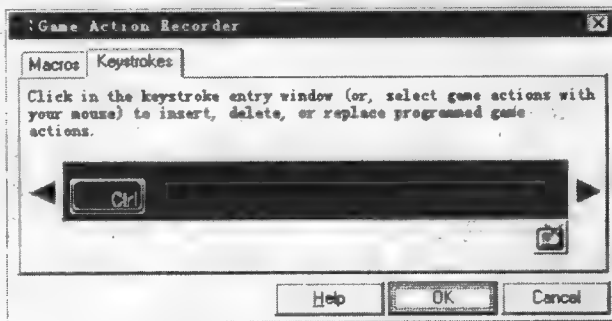 Game Action Recorder
Macros Keystrokes
Click in the keystroke entry window (or, select game actions with
your mouse) to insert, delete, or replace programmed game
actions.
Ctrl
Help OK Cancel